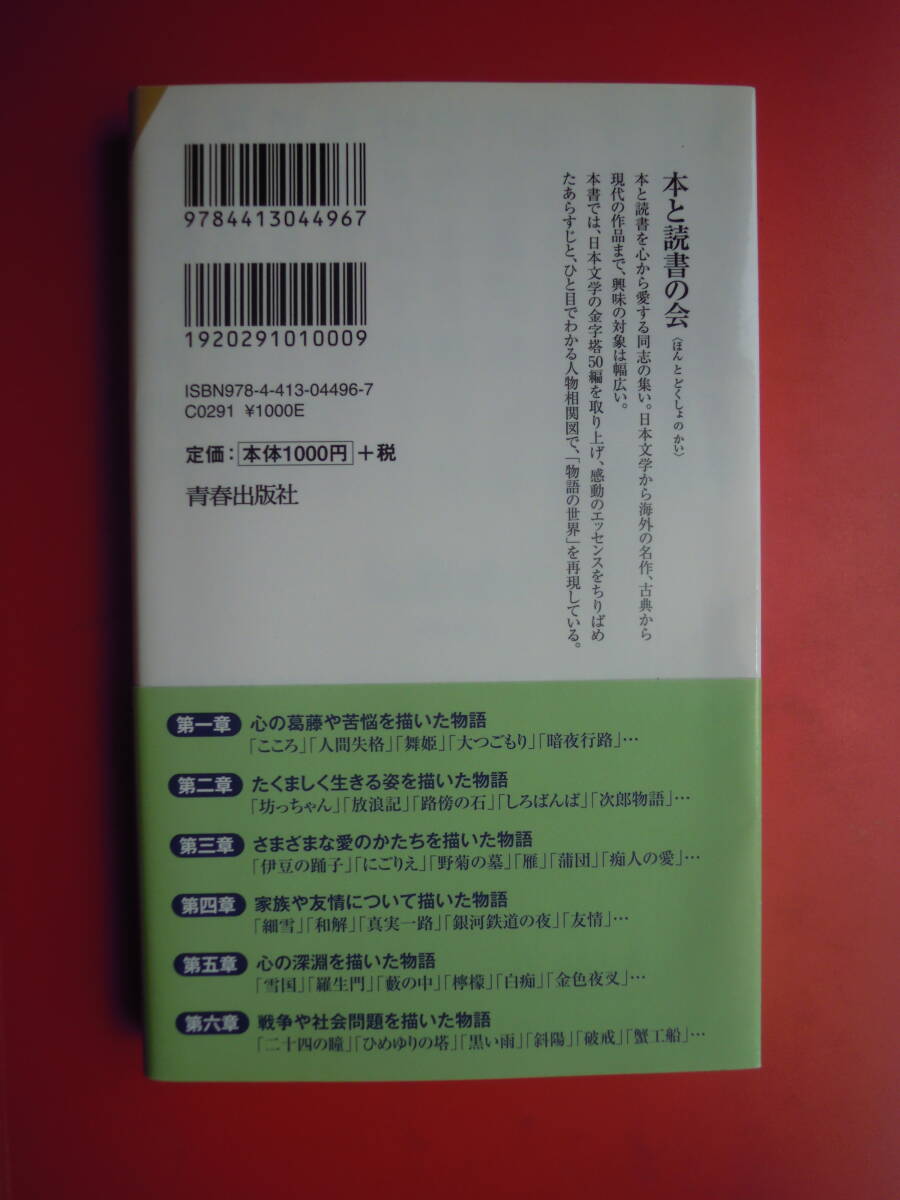 本と読書の会〈ほん と どくしょ の かい〉
本と読書を心から愛する同志の集い。日本文学から海外の名作、古典から
現代の作品まで、興味の対象は幅広い。
本書では、日本文学の金字塔50編を取り上げ、感動のエッセンスをちりばめ
たあらすじと、ひと目でわかる人物相関図で、「物語の世界」を再現している。
9784413044967
1920291010009
ISBN978-4-413-04496-7
C0291 ¥1000E
定価：本体1000円＋税
青春出版社
第一章 心の葛藤や苦悩を描いた物語
「こころ」「人間失格」「舞姫」「大つごもり」「暗夜行路」…
第二章 たくましく生きる姿を描いた物語
「坊っちゃん」「放浪記」「路傍の石」「しろばんば」「次郎物語」…
第三章 さまざまな愛のかたちを描いた物語
「伊豆の踊子」「にごりえ」「野菊の墓」「雁」「蒲団」「痴人の愛」…
第四章 家族や友情について描いた物語
「細雪」「和解」「真実一路」「銀河鉄道の夜」「友情」…
第五章 心の深淵を描いた物語
「雪国」「羅生門」「藪の中」「檸檬」「白痴」「金色夜叉」…
第六章 戦争や社会問題を描いた物語
「二十四の瞳」「ひめゆりの塔」「黒い雨」「斜陽」「破戒」「蟹工船」…